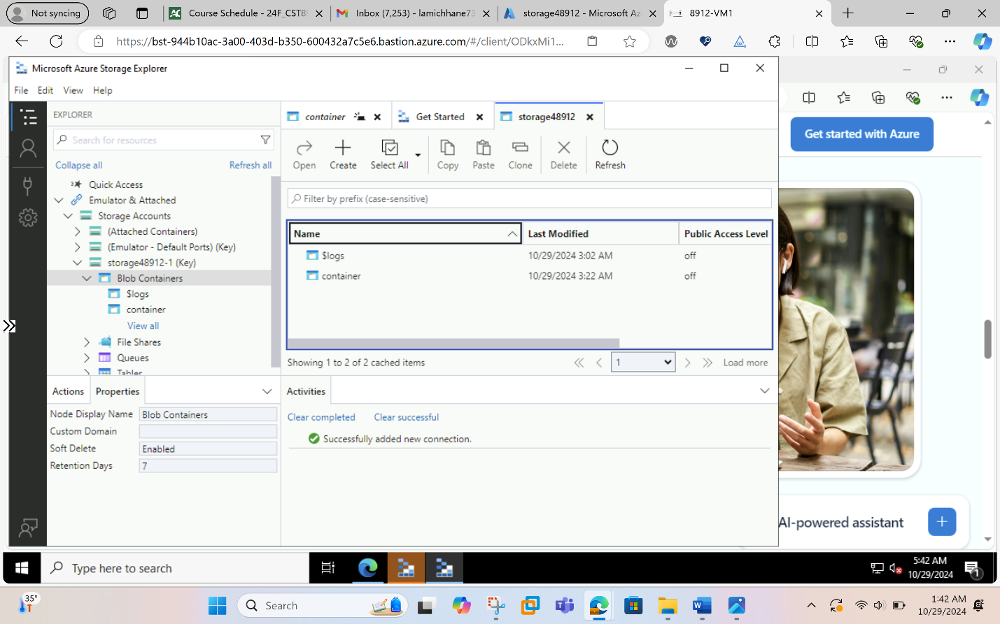 Not syncing
Course Schedule - 24F_CST89
Inbox (7,253) - lamichhane73
storage48912 - Microsoft Az
8912-VM1
https://bst-944b10ac-3a00-403d-b350-600432a7c5e6.bastion.azure.com/#/client/ODkxMi1...
Microsoft Azure Storage Explorer
File Edit View Help
EXPLORER
Search for resources
Collapse all Refresh all
Quick Access
Emulator & Attached
Storage Accounts
(Attached Containers)
(Emulator - Default Ports) (Key)
storage48912-1 (Key)
Blob Containers
$logs
container
View all
File Shares
Queues
Tables
container Get Started storage48912
Open Create Select All Copy Paste Clone Delete Refresh
Filter by prefix (case-sensitive)
Name Last Modified Public Access Level
$logs 10/29/2024 3:02 AM off
container 10/29/2024 3:22 AM off
Showing 1 to 2 of 2 cached items 1 Load more
Actions Properties
Node Display Name Blob Containers
Custom Domain
Soft Delete Enabled
Retention Days 7
Activities
Clear completed Clear successful
Successfully added new connection.
Get started with Azure
AI-powered assistant
Type here to search
5:42 AM
10/29/2024
1
35°
Search
1:42 AM
10/29/2024